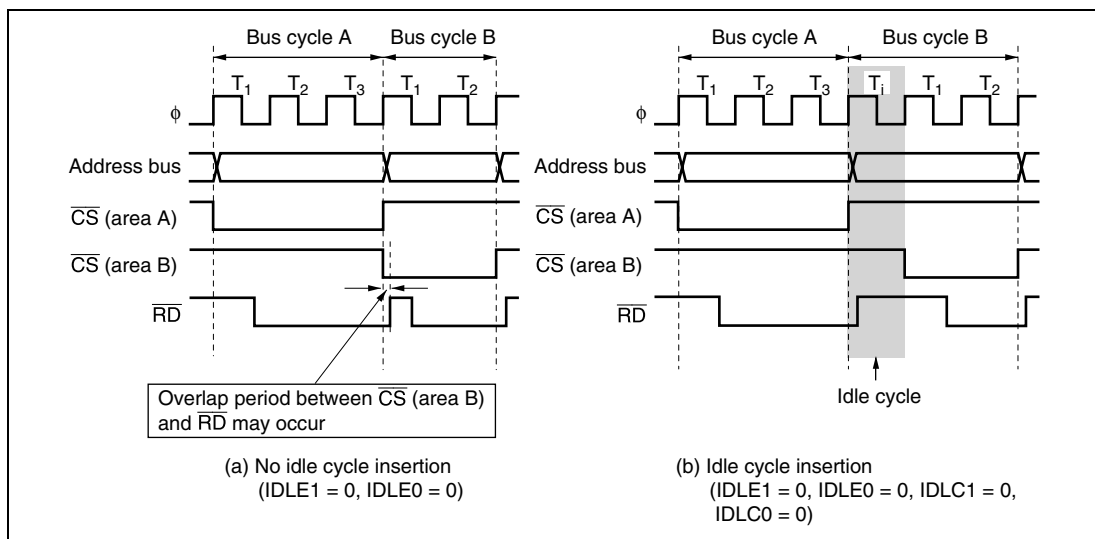 Bus cycle A Bus cycle B
T1 T2 T3 T1 T2
ϕ
Address bus
CS (area A)
CS (area B)
RD
Overlap period between CS (area B)
and RD may occur
(a) No idle cycle insertion
(IDLE1 = 0, IDLE0 = 0)
Bus cycle A Bus cycle B
T1 T2 T3 Ti T1 T2
ϕ
Address bus
CS (area A)
CS (area B)
RD
Idle cycle
(b) Idle cycle insertion
(IDLE1 = 0, IDLE0 = 0, IDLC1 = 0,
IDLC0 = 0)